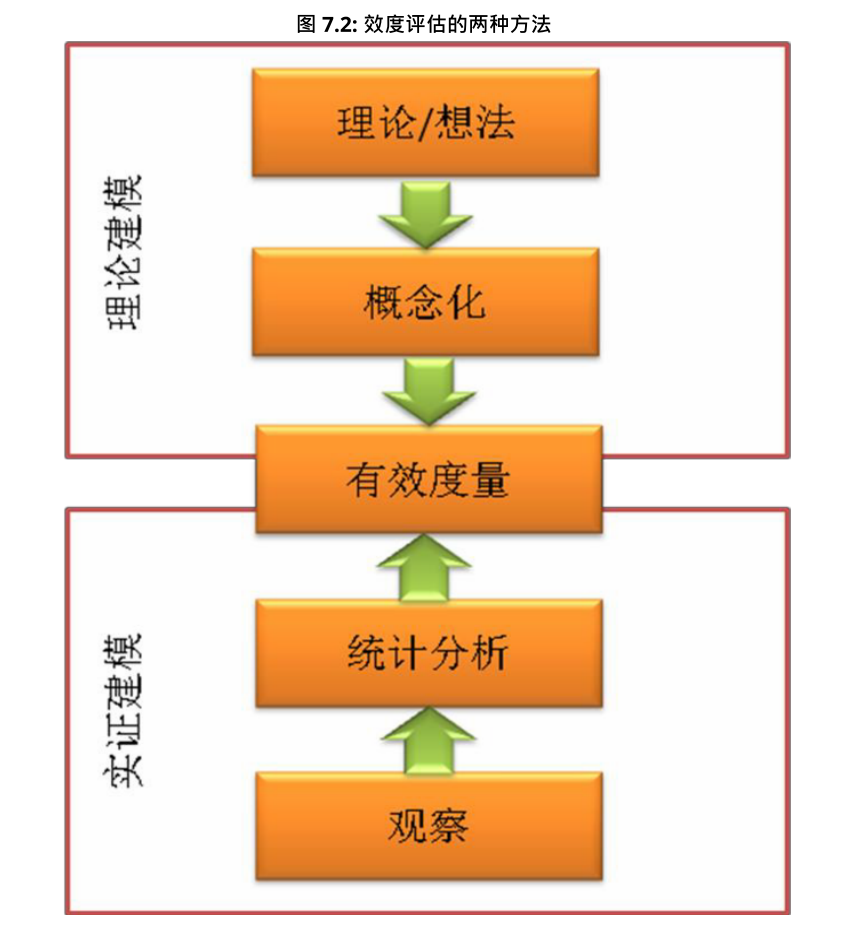 图 7.2: 效度评估的两种方法
理论建模
理论/想法
概念化
有效度量
实证建模
统计分析
观察